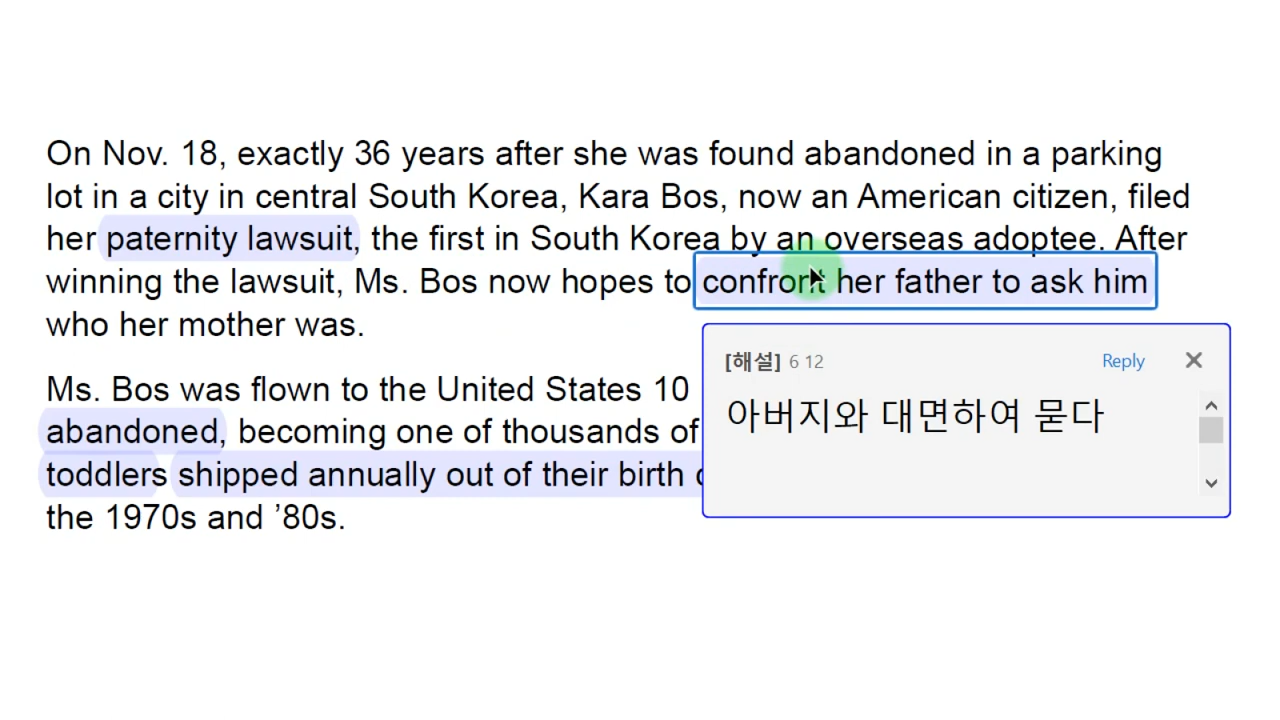 On Nov. 18, exactly 36 years after she was found abandoned in a parking
lot in a city in central South Korea, Kara Bos, now an American citizen, filed
her paternity lawsuit, the first in South Korea by an overseas adoptee. After
winning the lawsuit, Ms. Bos now hopes to confront her father to ask him
who her mother was.
Ms. Bos was flown to the United States 10
abandoned, becoming one of thousands of
toddlers shipped annually out of their birth
the 1970s and ’80s.
[해설] 6 12
Reply
아버지와 대면하여 묻다